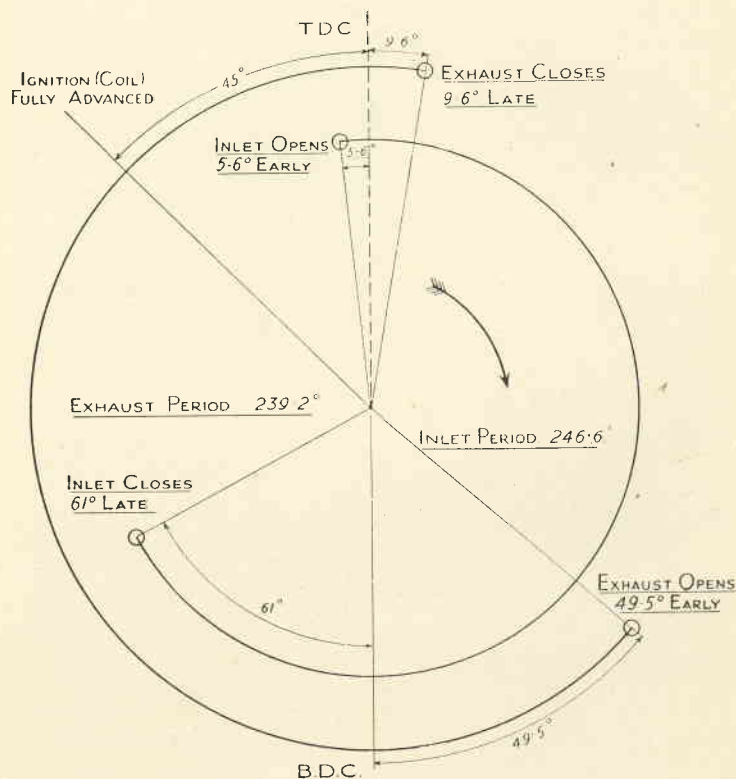 TDC
9·6°
45°
IGNITION (COIL)
FULLY ADVANCED
EXHAUST CLOSES
9·6° LATE
INLET OPENS
5·6° EARLY
5·6°
EXHAUST PERIOD 239·2°
INLET PERIOD 246·6°
INLET CLOSES
61° LATE
61°
EXHAUST OPENS
49·5° EARLY
49·5°
B.D.C.